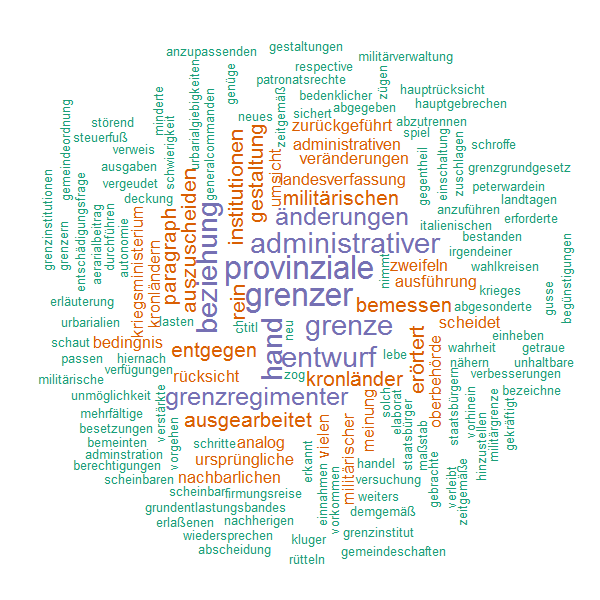 gestaltungen
anzupassenden
militärverwaltung
respective
patronatsrechte
zügen
genüge
urbarialgiebigkeiten
hauptrücksicht
bedenklicher
hauptgebrechen
minderte
generalcommanden
abgegeben
sichert
neues
zeitgemäß
störend
steuerfuß
gemeindeordnung
schwierigkeit
zurückgeführt
abzutrennen
spiel
administrativen
verweis
schroffe
institutionen
gestaltung
umsicht
veränderungen
gegentheil
einschaltung
zuschlagen
ausgaben
grenzgrundgesetz
vergeudet
landesverfassung
peterwardein
militärischen
landtagen
deckung
grenzinstitutionen
grenzern
entschädigungsfrage
aerarialbeitrag
durchführen
autonomie
kriegsministerium
kronländern
paragraph
auszuscheiden
beziehung
änderungen
anzuführen
erforderte
italienischen
administrativer
bestanden
irgendeiner
provinziale
nimmt
zweifeln
wahlkreisen
ausführung
krieges
begünstigungen
gusse
erläuterung
rein
grenzer
bemessen
abgesonderte
lasten
urbarialien
chtitl
neu
grenze
scheidet
einheben
bedingnis
schaut
hand
erörtert
oberbehörde
wahrheit
getraue
entgegen
entwurf
lebe
passen
hiernach
nähern
unhaltbare
verfügungen
verbesserungen
militärische
rücksicht
zog
kronländer
unmöglichkeit
grenzregimenter
solch
elaborat
staatsbürger
maßstab
staatsbürgern
vorhinein
hinzustellen
militärgrenze
gekräftigt
bezeichne
mehrfältige
verstärkte
ausgearbeitet
vielen
meinung
besetzungen
vorgehen
bemeinten
schritte
analog
adminstration
ursprüngliche
erkannt
militärischer
handel
berechtigungen
nachbarlichen
versuchung
scheinbaren
gebrachte
verleibt
zeitgemäße
scheinbar
firmungsreise
einnahmen
vorkommen
weiters
grundentlastungsbandes
demgemäß
erlaßenen
nachherigen
wiedersprechen
kluger
grenzinstitut
abscheidung
rütteln
gemeindeschaften